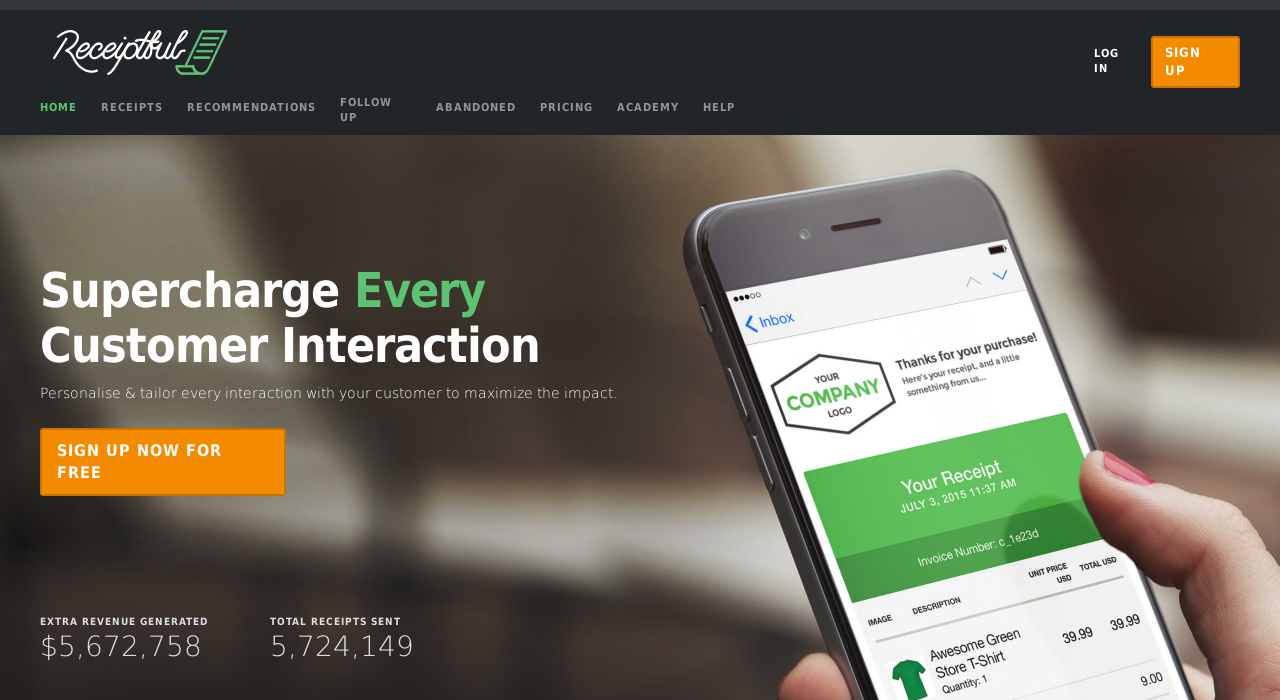 Receiptful
LOG
IN
SIGN
UP
HOME
RECEIPTS
RECOMMENDATIONS
FOLLOW
UP
ABANDONED
PRICING
ACADEMY
HELP
Supercharge Every
Customer Interaction
Personalise & tailor every interaction with your customer to maximize the impact.
SIGN UP NOW FOR
FREE
EXTRA REVENUE GENERATED
$5,672,758
TOTAL RECEIPTS SENT
5,724,149
Inbox
YOUR
COMPANY
LOGO
Thanks for your purchase!
Here's your receipt, and a little
something from us...
Your Receipt
JULY 3, 2015 11:37 AM
Invoice Number: c_1e23d
IMAGE DESCRIPTION UNIT PRICE TOTAL USD
USD
Awesome Green 39.99 39.99
Store T-Shirt
Quantity: 1
9.00